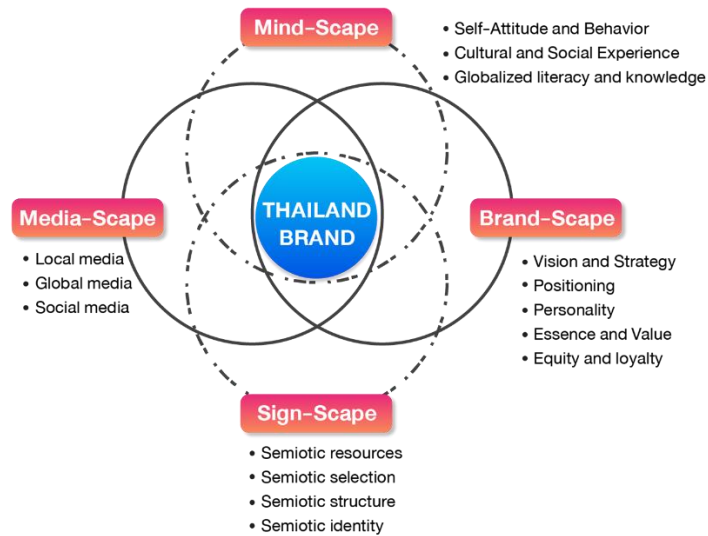 Mind-Scape
• Self-Attitude and Behavior
• Cultural and Social Experience
• Globalized literacy and knowledge
Media-Scape
• Local media
• Global media
• Social media
THAILAND
BRAND
Brand-Scape
• Vision and Strategy
• Positioning
• Personality
• Essence and Value
• Equity and loyalty
Sign-Scape
• Semiotic resources
• Semiotic selection
• Semiotic structure
• Semiotic identity